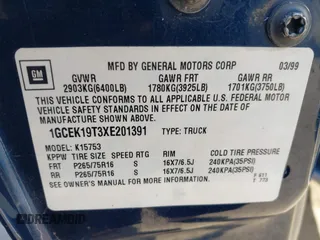 GM
MFD BY GENERAL MOTORS CORP 03/99
GVWR GAWR FRT GAWR RR
2903KG(6400LB) 1780KG(3925LB) 1701KG(3750LB)
THIS VEHICLE CONFORMS TO ALL APPLICABLE U.S. FEDERAL MOTOR
VEHICLE SAFETY STANDARDS IN EFFECT ON THE DATE OF
MANUFACTURE SHOWN ABOVE.
1GCEK19T3XE201391 TYPE: TRUCK
MODEL: K15753
KPPW TIRE SIZE SPEED RTG RIM COLD TIRE PRESSURE
FRT P265/75R16 S 16X7/6.5J 240KPA(35PSI)
RR P265/75R16 S 16X7/6.5J 240KPA(35PSI)
SEE OWNER'S MANUAL FOR MORE INFORMATION.